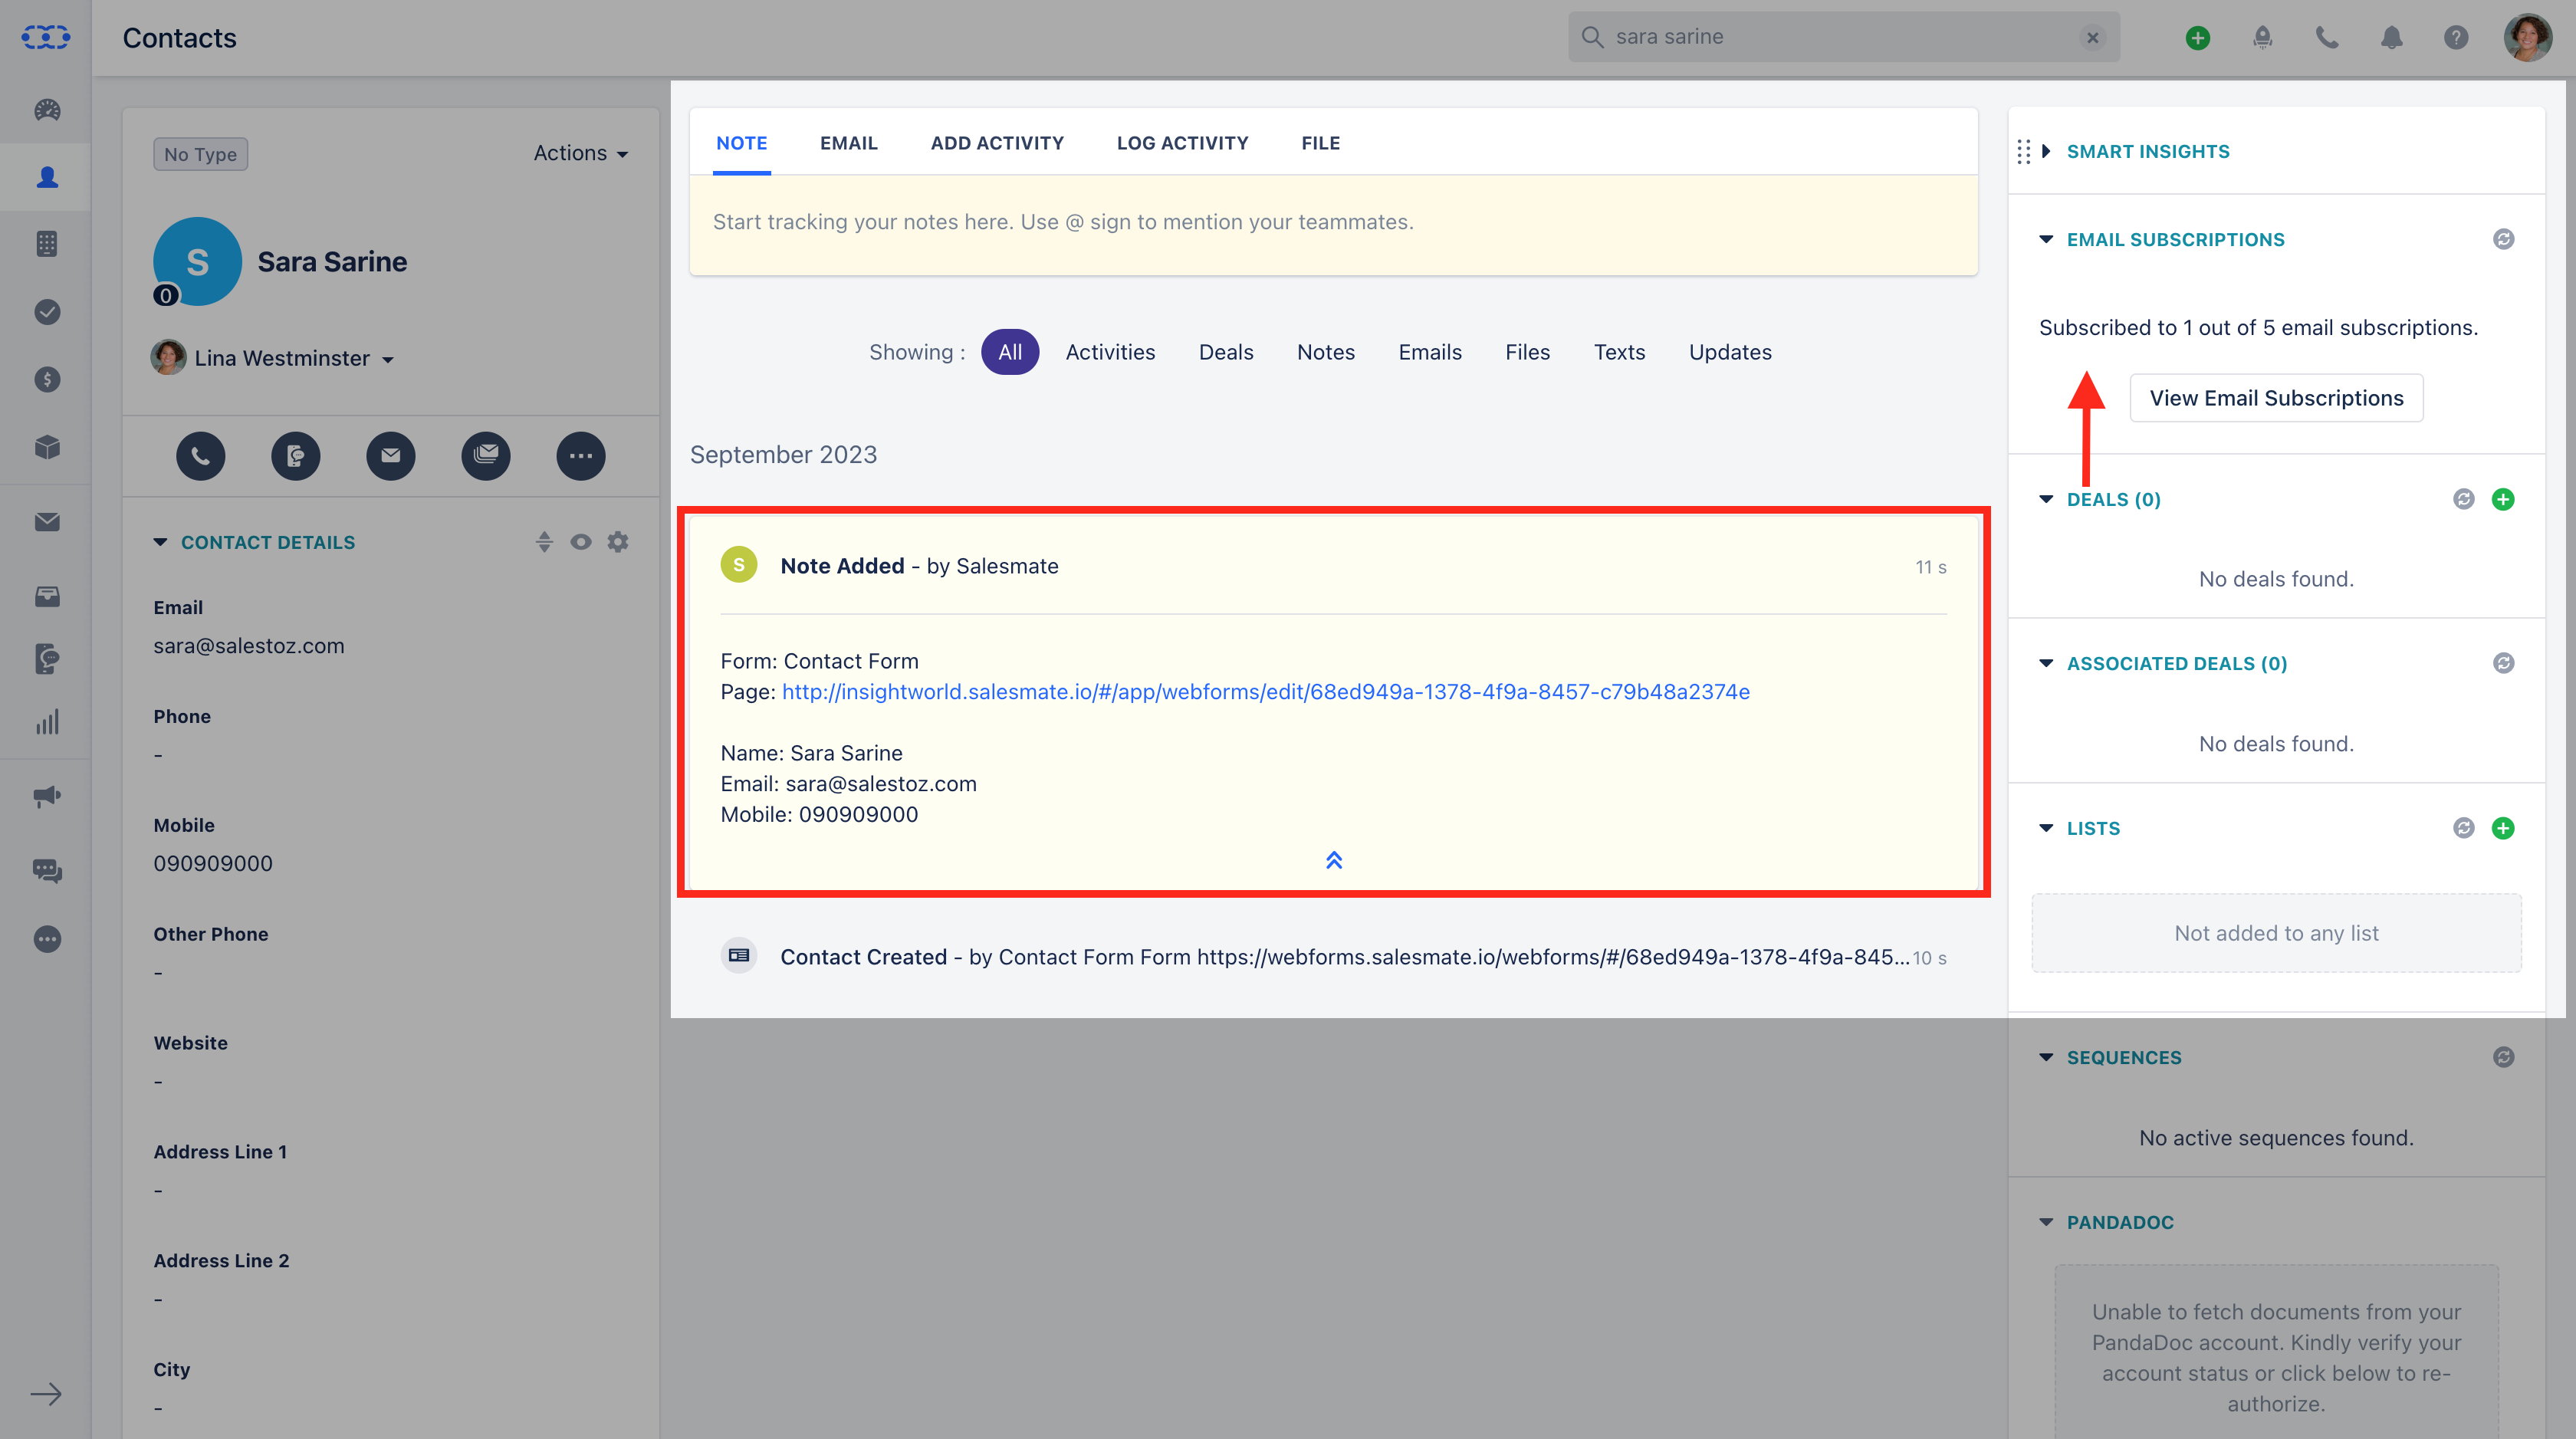 Contacts
sara sarine
No Type
Actions
S
0
Sara Sarine
Lina Westminster
CONTACT DETAILS
Email
sara@salestoz.com
Phone
-
Mobile
090909000
Other Phone
-
Website
-
Address Line 1
-
Address Line 2
-
City
-
NOTE EMAIL ADD ACTIVITY LOG ACTIVITY FILE
Start tracking your notes here. Use @ sign to mention your teammates.
Showing : All Activities Deals Notes Emails Files Texts Updates
September 2023
S
Note Added - by Salesmate 11 s
Form: Contact Form
Page: http://insightworld.salesmate.io/#/app/webforms/edit/68ed949a-1378-4f9a-8457-c79b48a2374e
Name: Sara Sarine
Email: sara@salestoz.com
Mobile: 090909000
Contact Created - by Contact Form Form https://webforms.salesmate.io/webforms/#/68ed949a-1378-4f9a-845... 10 s
SMART INSIGHTS
EMAIL SUBSCRIPTIONS
Subscribed to 1 out of 5 email subscriptions.
View Email Subscriptions
DEALS (0)
No deals found.
ASSOCIATED DEALS (0)
No deals found.
LISTS
Not added to any list
SEQUENCES
No active sequences found.
PANDADOC
Unable to fetch documents from your
PandaDoc account. Kindly verify your
account status or click below to re-
authorize.